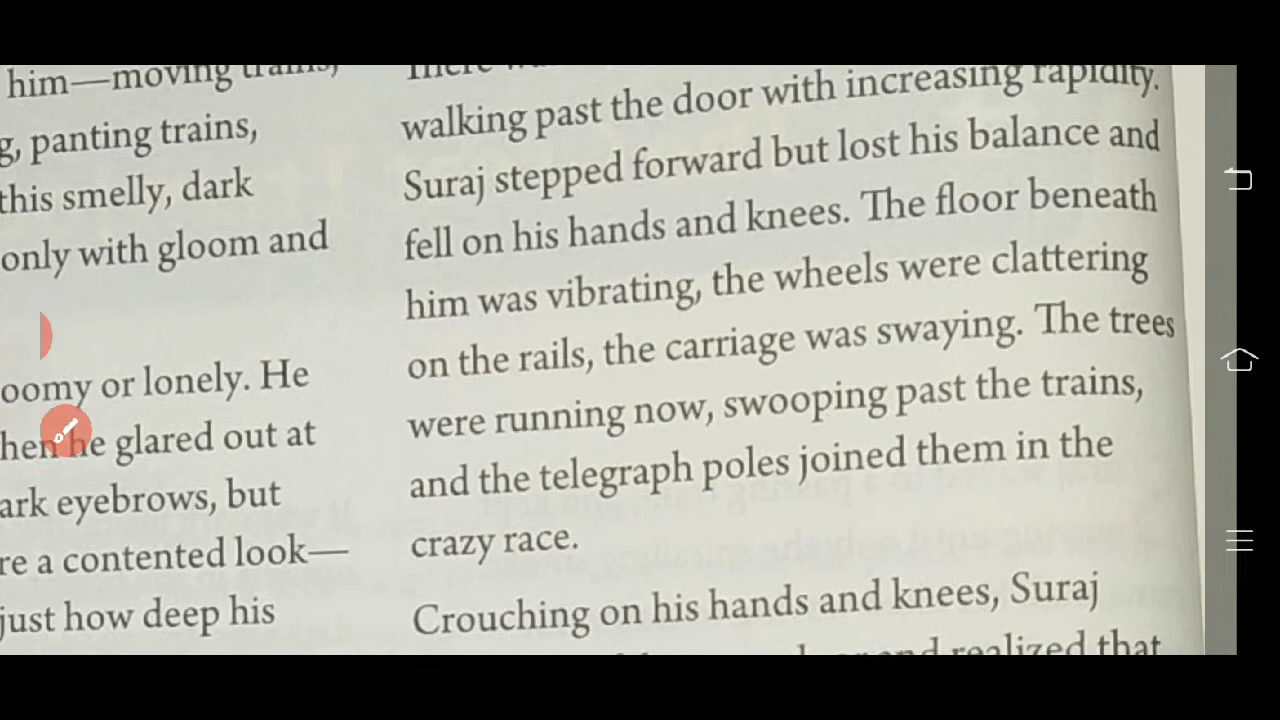 him—moving trains,
g, panting trains,
this smelly, dark
only with gloom and
oomy or lonely. He
hen he glared out at
ark eyebrows, but
re a contented look—
just how deep his
There
walking past the door with increasing rapidity.
Suraj stepped forward but lost his balance and
fell on his hands and knees. The floor beneath
him was vibrating, the wheels were clattering
on the rails, the carriage was swaying. The trees
were running now, swooping past the trains,
and the telegraph poles joined them in the
crazy race.
Crouching on his hands and knees, Suraj
and realized that